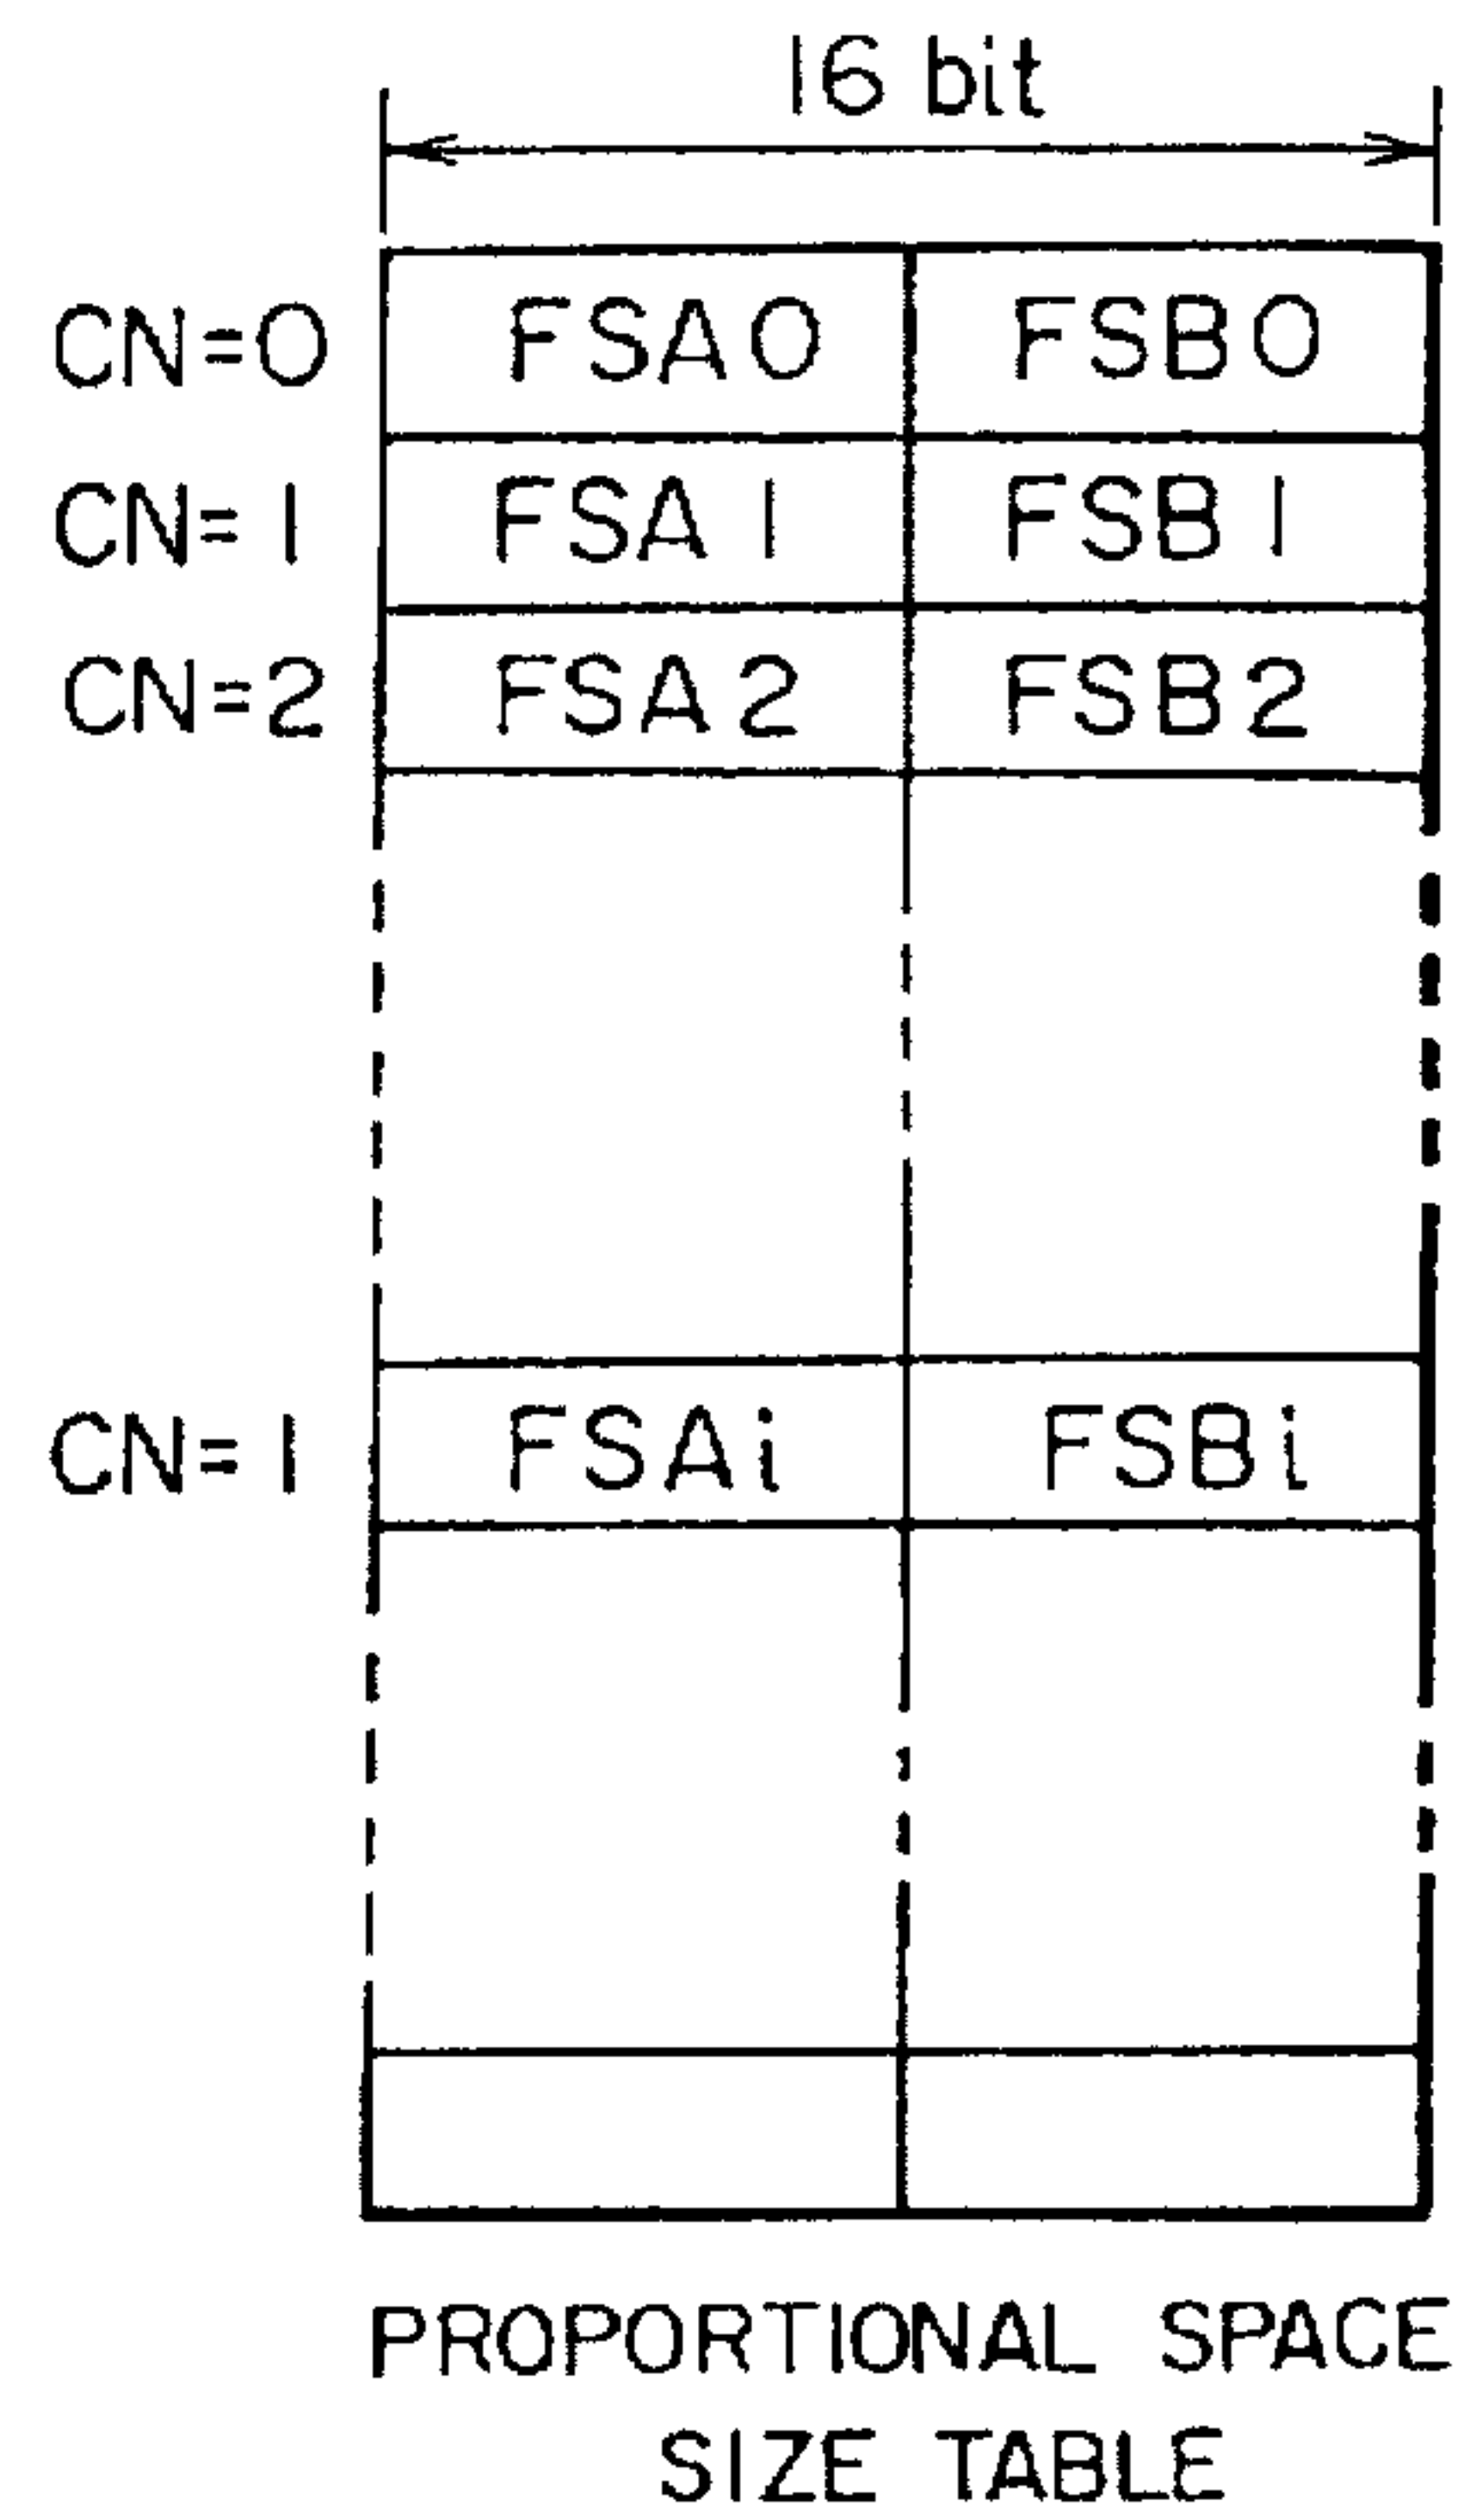 16 bit
CN=0 FSA0 FSB0
CN=1 FSA1 FSB1
CN=2 FSA2 FSB2
CN=1 FSAi FSBi
PROPORTIONAL SPACE
SIZE TABLE